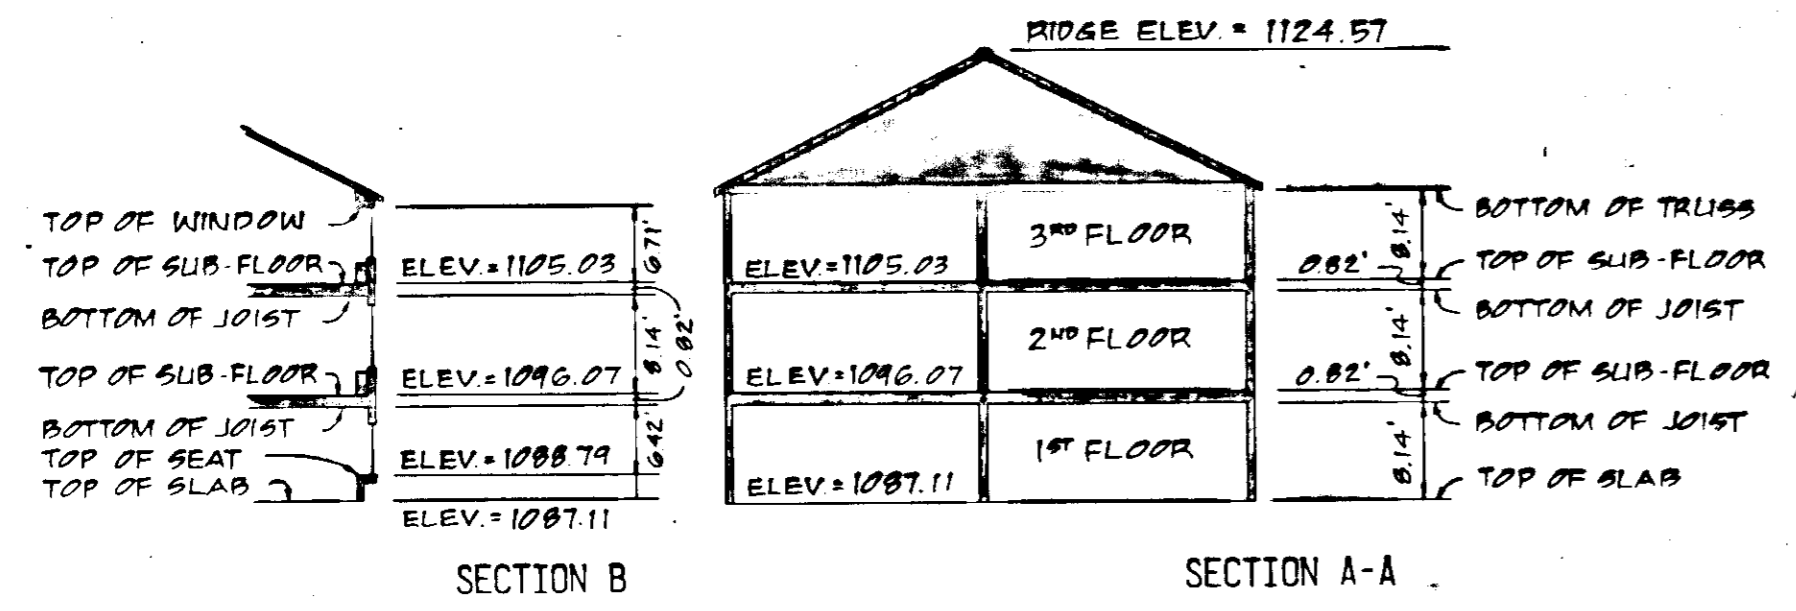 RIDGE ELEV. = 1124.57
TOP OF WINDOW
TOP OF SUB-FLOOR
BOTTOM OF JOIST
TOP OF SUB-FLOOR
BOTTOM OF JOIST
TOP OF SEAT
TOP OF SLAB
ELEV. = 1105.03
ELEV. = 1096.07
ELEV. = 1088.79
ELEV. = 1087.11
6.71'
8.14'
0.82'
6.42'
SECTION B
ELEV. = 1105.03
3RD FLOOR
ELEV. = 1096.07
2ND FLOOR
ELEV. = 1087.11
1ST FLOOR
8.14'
0.82'
8.14'
0.82'
8.14'
BOTTOM OF TRUSS
TOP OF SUB-FLOOR
BOTTOM OF JOIST
TOP OF SUB-FLOOR
BOTTOM OF JOIST
TOP OF SLAB
SECTION A-A